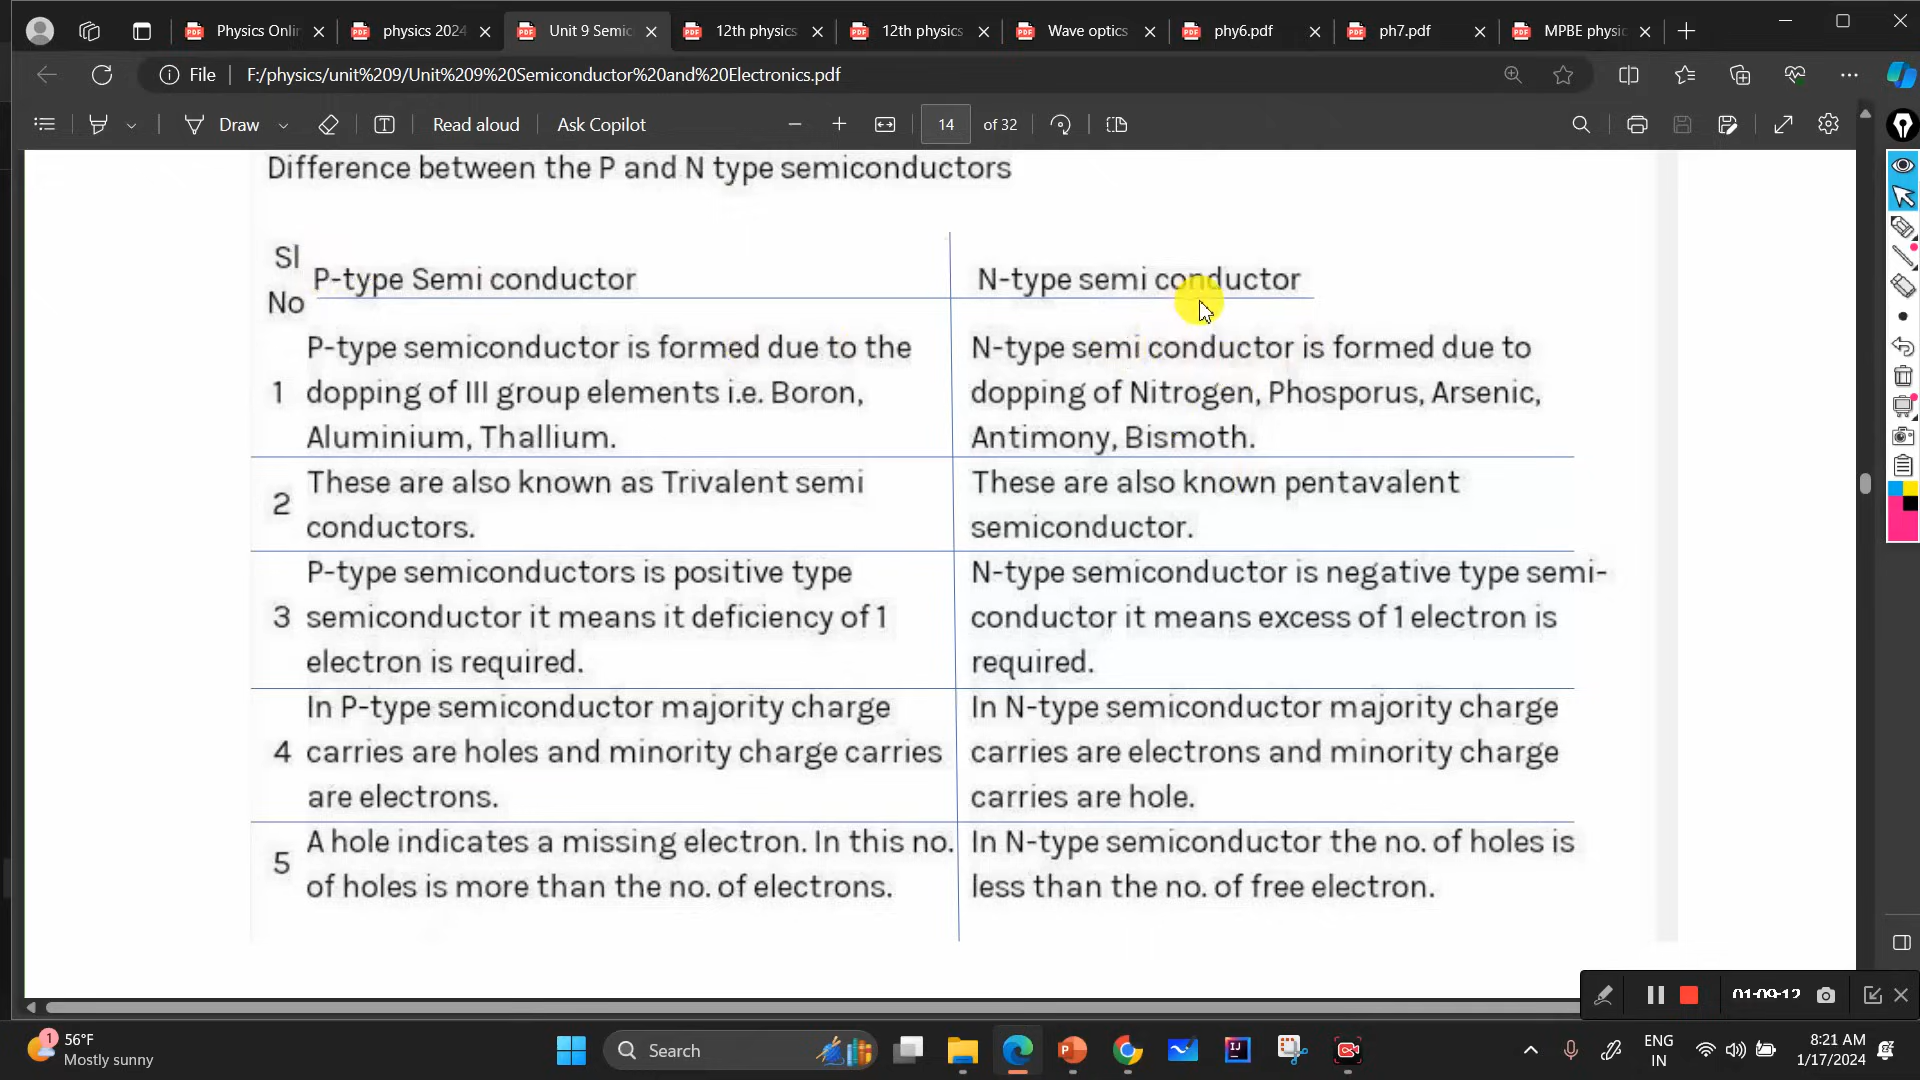 Physics Onli
physics 2024
Unit 9 Semic
12th physics
12th physics
Wave optics
phy6.pdf
ph7.pdf
MPBE physic
File
F:/physics/unit%209/Unit%209%20Semiconductor%20and%20Electronics.pdf
Draw
Read aloud
Ask Copilot
14
of 32
Difference between the P and N type semiconductors
Sl
No
P-type Semi conductor
N-type semi conductor
1
P-type semiconductor is formed due to the
dopping of III group elements i.e. Boron,
Aluminium, Thallium.
N-type semi conductor is formed due to
dopping of Nitrogen, Phosporus, Arsenic,
Antimony, Bismoth.
2
These are also known as Trivalent semi
conductors.
These are also known pentavalent
semiconductor.
3
P-type semiconductors is positive type
semiconductor it means it deficiency of 1
electron is required.
N-type semiconductor is negative type semi-
conductor it means excess of 1 electron is
required.
4
In P-type semiconductor majority charge
carries are holes and minority charge carries
are electrons.
In N-type semiconductor majority charge
carries are electrons and minority charge
carries are hole.
5
A hole indicates a missing electron. In this no.
of holes is more than the no. of electrons.
In N-type semiconductor the no. of holes is
less than the no. of free electron.
01:09:12
1
56°F
Mostly sunny
Search
ENG
IN
8:21 AM
1/17/2024